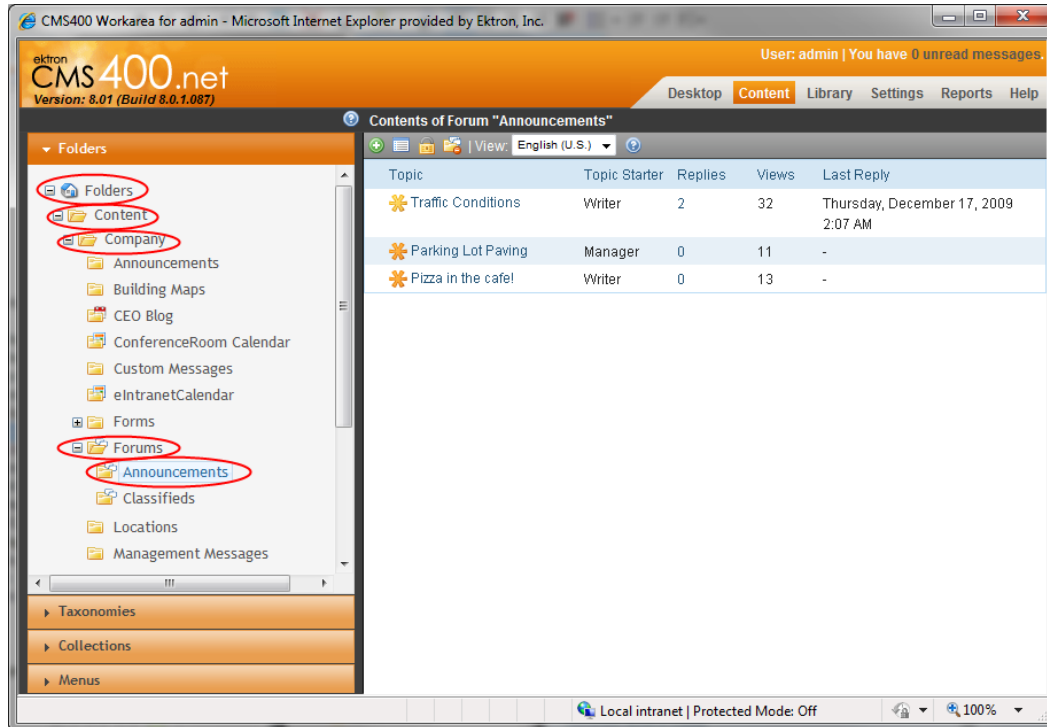 CMS400 Workarea for admin - Microsoft Internet Explorer provided by Ektron, Inc.
User: admin | You have 0 unread messages.
ektron
CMS400.net
Version: 8.01 (Build 8.0.1.087)
Desktop Content Library Settings Reports Help
Contents of Forum "Announcements"
Folders
| View: English (U.S.)
Topic Topic Starter Replies Views Last Reply
Traffic Conditions Writer 2 32 Thursday, December 17, 2009
2:07 AM
Parking Lot Paving Manager 0 11 -
Pizza in the cafe! Writer 0 13 -
Folders
Content
Company
Announcements
Building Maps
CEO Blog
ConferenceRoom Calendar
Custom Messages
eIntranetCalendar
Forms
Forums
Announcements
Classifieds
Locations
Management Messages
Taxonomies
Collections
Menus
Local intranet | Protected Mode: Off
100%